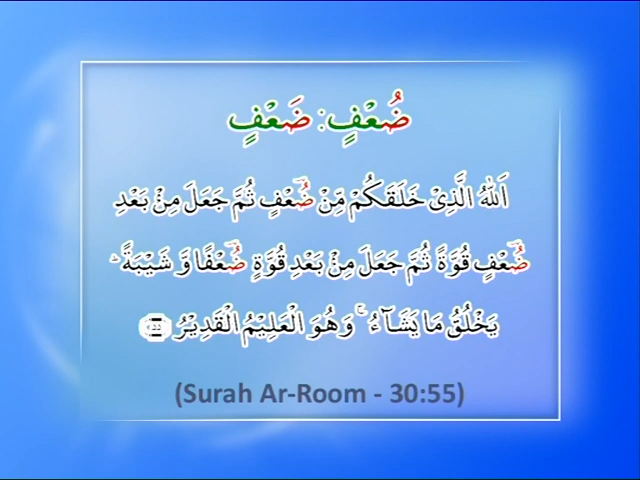 ضُعْفٍ: ضَعْفٍ
اَللّٰهُ الَّذِىْ خَلَقَكُمْ مِّنْ ضُؔعْفٍ ثُمَّ جَعَلَ مِنْۢ بَعْدِ
ضُؔعْفٍ قُوَّةً ثُمَّ جَعَلَ مِنْۢ بَعْدِ قُوَّةٍ ضُؔعْفًا وَّ شَيْبَةً ؕ
يَخْلُقُ مَا يَشَآءُ ۚ وَهُوَ الْعَلِيْمُ الْقَدِيْرُ
(Surah Ar-Room - 30:55)